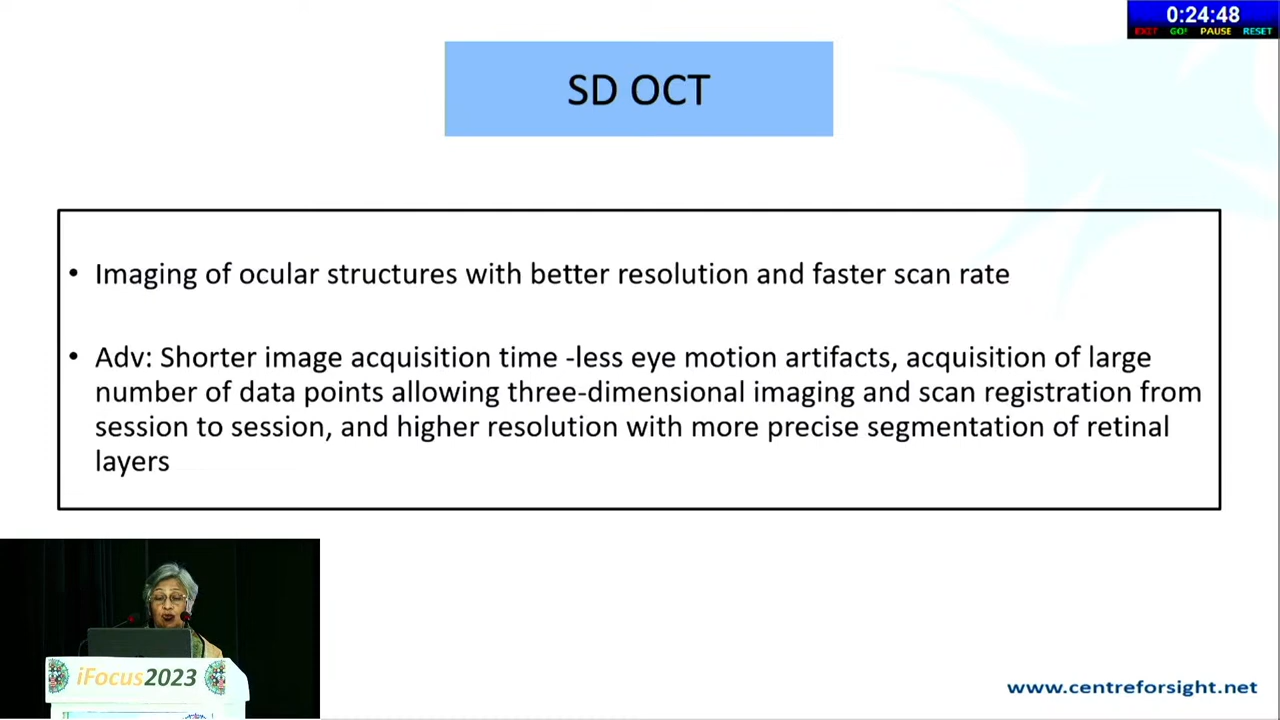 0:24:48
EXIT GO! PAUSE RESET
SD OCT
• Imaging of ocular structures with better resolution and faster scan rate
• Adv: Shorter image acquisition time -less eye motion artifacts, acquisition of large
number of data points allowing three-dimensional imaging and scan registration from
session to session, and higher resolution with more precise segmentation of retinal
layers
iFocus2023
www.centreforsight.net